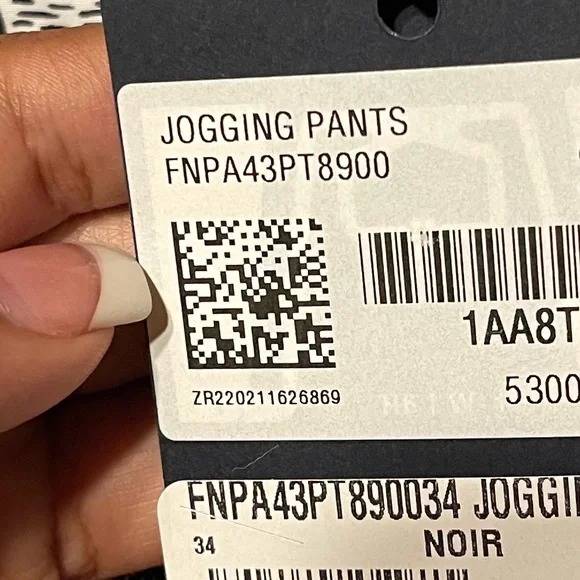 JOGGING PANTS
FNPA43PT8900
1AA8T
ZR220211626869
5300
FNPA43PT890034 JOGGI
34
NOIR